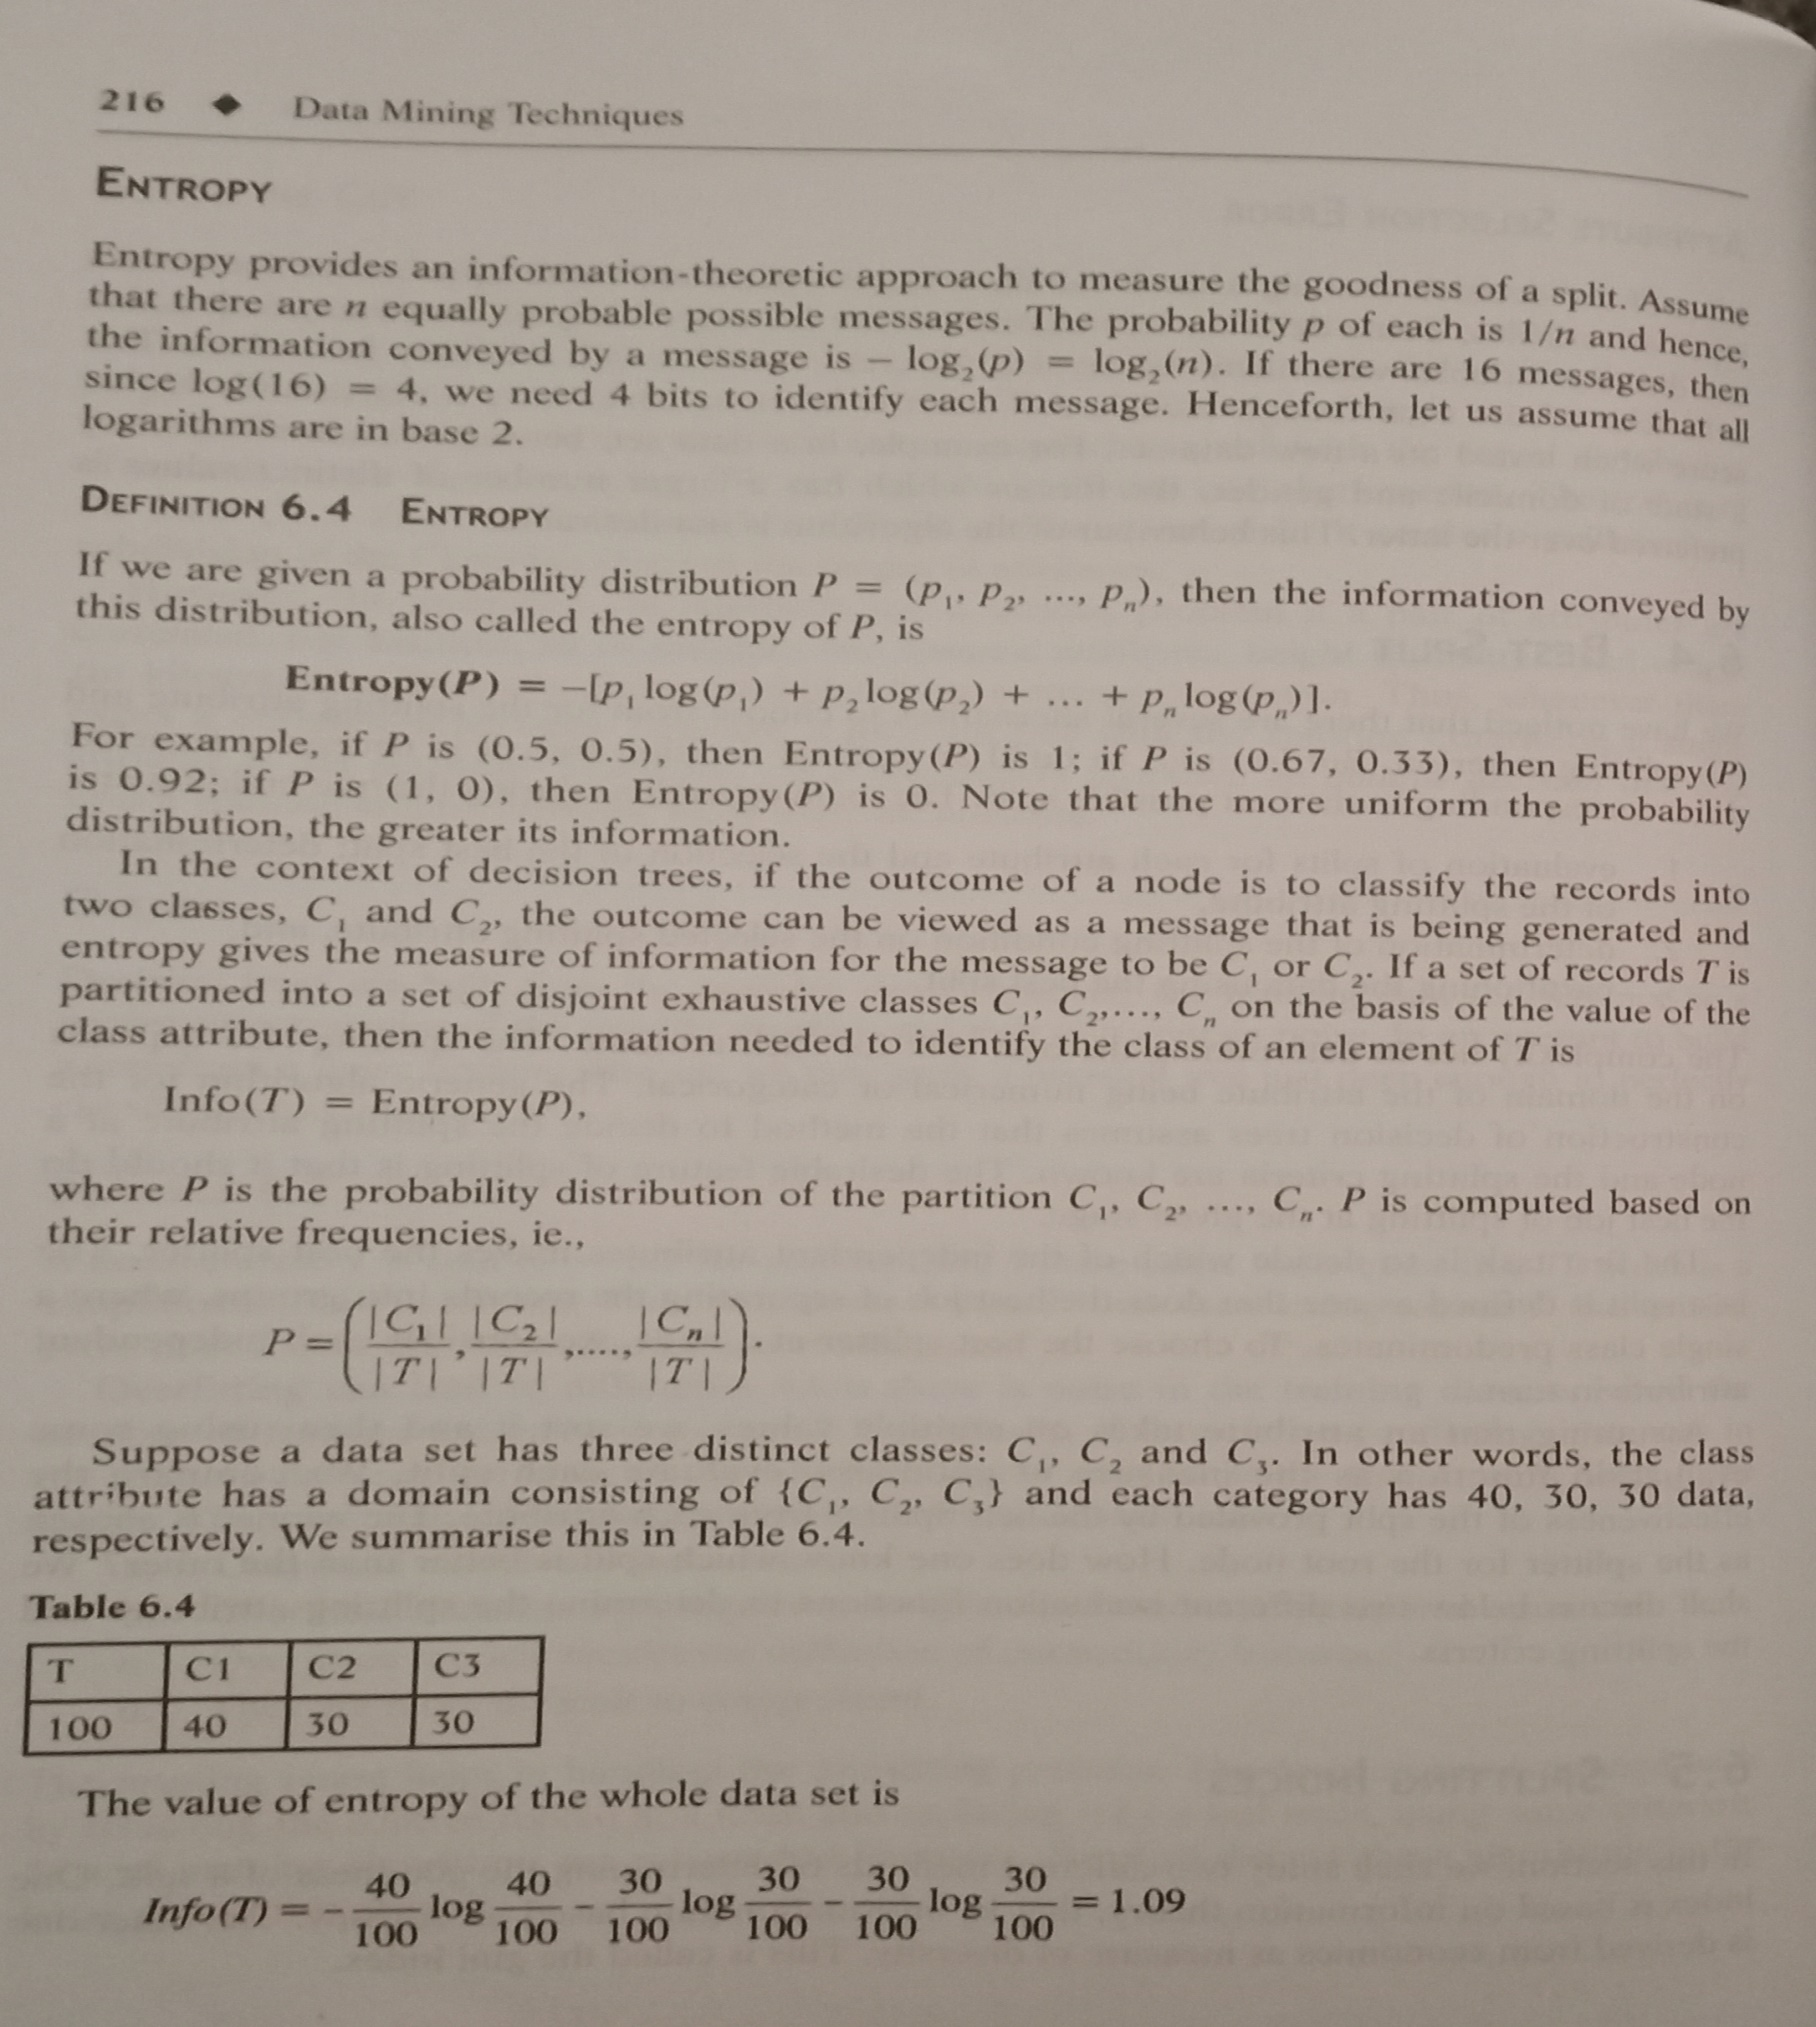 216 ◆ Data Mining Techniques
ENTROPY
Entropy provides an information-theoretic approach to measure the goodness of a split. Assume
that there are n equally probable possible messages. The probability p of each is 1/n and hence,
the information conveyed by a message is – log₂(p) = log₂(n). If there are 16 messages, then
since log(16) = 4, we need 4 bits to identify each message. Henceforth, let us assume that all
logarithms are in base 2.
DEFINITION 6.4 ENTROPY
If we are given a probability distribution P = (p₁, p₂, ..., pₙ), then the information conveyed by
this distribution, also called the entropy of P, is
Entropy(P) = –[p₁ log(p₁) + p₂ log(p₂) + ... + pₙ log(pₙ)].
For example, if P is (0.5, 0.5), then Entropy(P) is 1; if P is (0.67, 0.33), then Entropy(P)
is 0.92; if P is (1, 0), then Entropy(P) is 0. Note that the more uniform the probability
distribution, the greater its information.
In the context of decision trees, if the outcome of a node is to classify the records into
two classes, C₁ and C₂, the outcome can be viewed as a message that is being generated and
entropy gives the measure of information for the message to be C₁ or C₂. If a set of records T is
partitioned into a set of disjoint exhaustive classes C₁, C₂,..., Cₙ on the basis of the value of the
class attribute, then the information needed to identify the class of an element of T is
Info(T) = Entropy(P),
where P is the probability distribution of the partition C₁, C₂, ..., Cₙ. P is computed based on
their relative frequencies, ie.,
P = (|C₁|/|T|, |C₂|/|T|, ....., |Cₙ|/|T|).
Suppose a data set has three distinct classes: C₁, C₂ and C₃. In other words, the class
attribute has a domain consisting of {C₁, C₂, C₃} and each category has 40, 30, 30 data,
respectively. We summarise this in Table 6.4.
Table 6.4
T C1 C2 C3
100 40 30 30
The value of entropy of the whole data set is
Info(T) = – 40/100 log 40/100 – 30/100 log 30/100 – 30/100 log 30/100 = 1.09